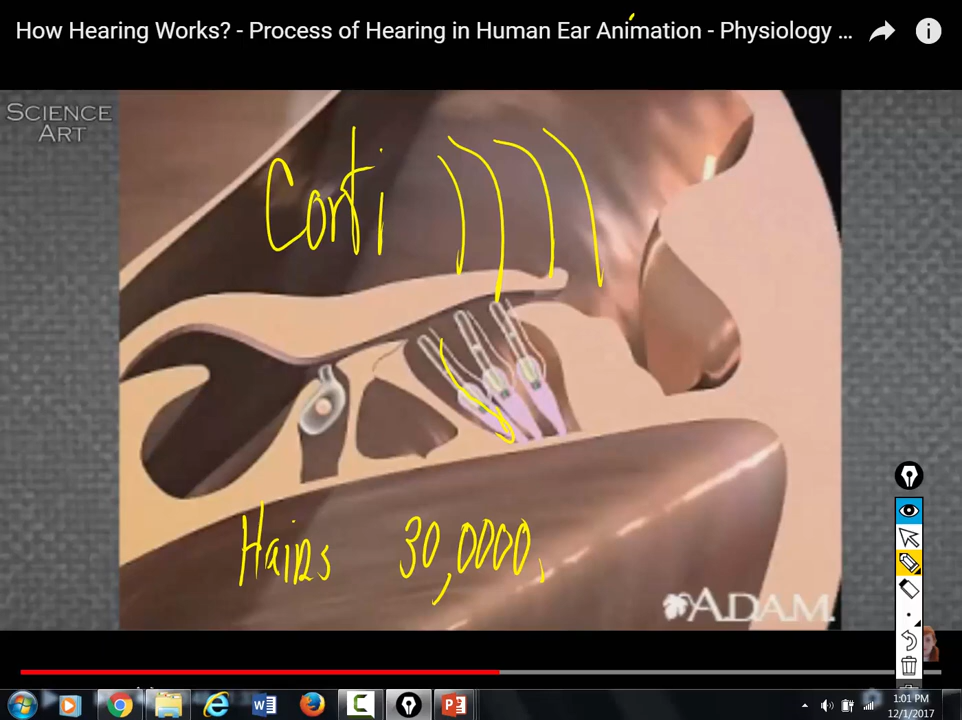 How Hearing Works? - Process of Hearing in Human Ear Animation - Physiology ...
SCIENCE
ART
Corti
Hairs 30,0000,
ADAM.
1:01 PM
12/1/2017